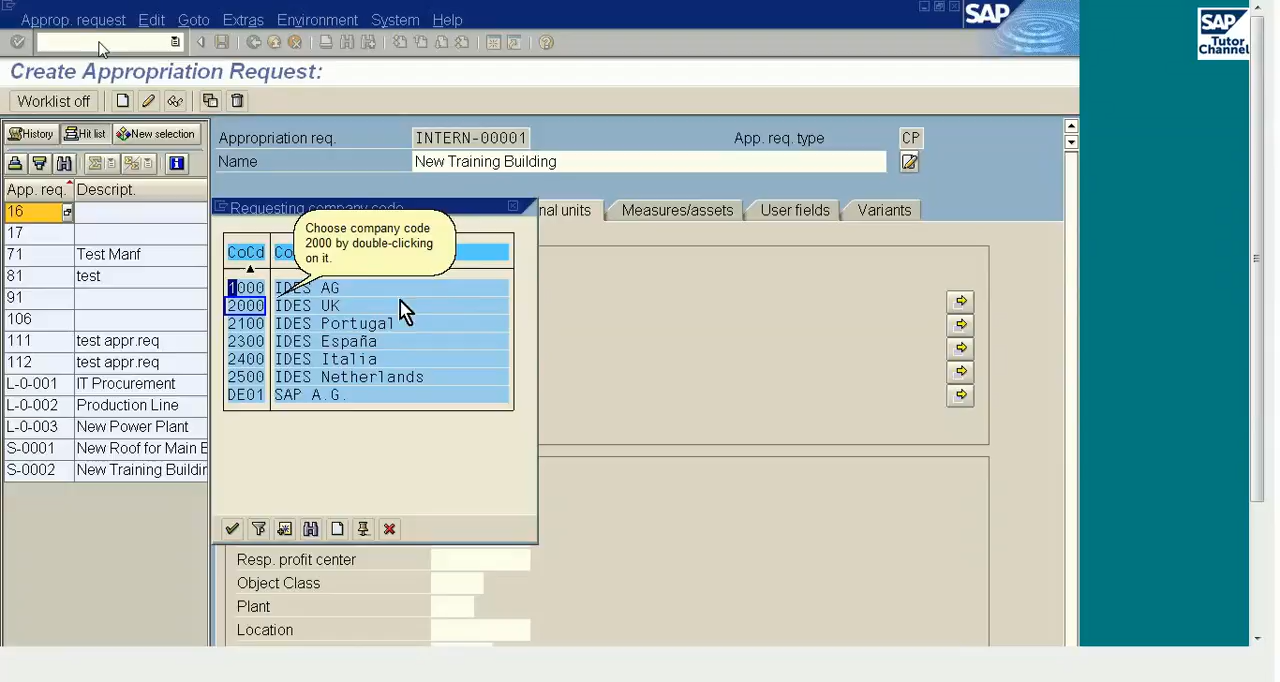 Approp. request Edit Goto Extras Environment System Help
SAP
SAP
Tutor
Channel
Create Appropriation Request:
Worklist off
History Hit list New selection
App. req. Descript.
16
17
71 Test Manf
81 test
91
106
111 test appr.req
112 test appr.req
L-0-001 IT Procurement
L-0-002 Production Line
L-0-003 New Power Plant
S-0001 New Roof for Main
S-0002 New Training
Appropriation req. INTERN-00001 App. req. type CP
Name New Training Building
units Measures/assets User fields Variants
Requesting company code
Choose company code
2000 by double-clicking
on it.
CoCd
1000 IDES AG
2000 IDES UK
2100 IDES Portugal
2300 IDES España
2400 IDES Italia
2500 IDES Netherlands
DE01 SAP A.G.
Resp. profit center
Object Class
Plant
Location